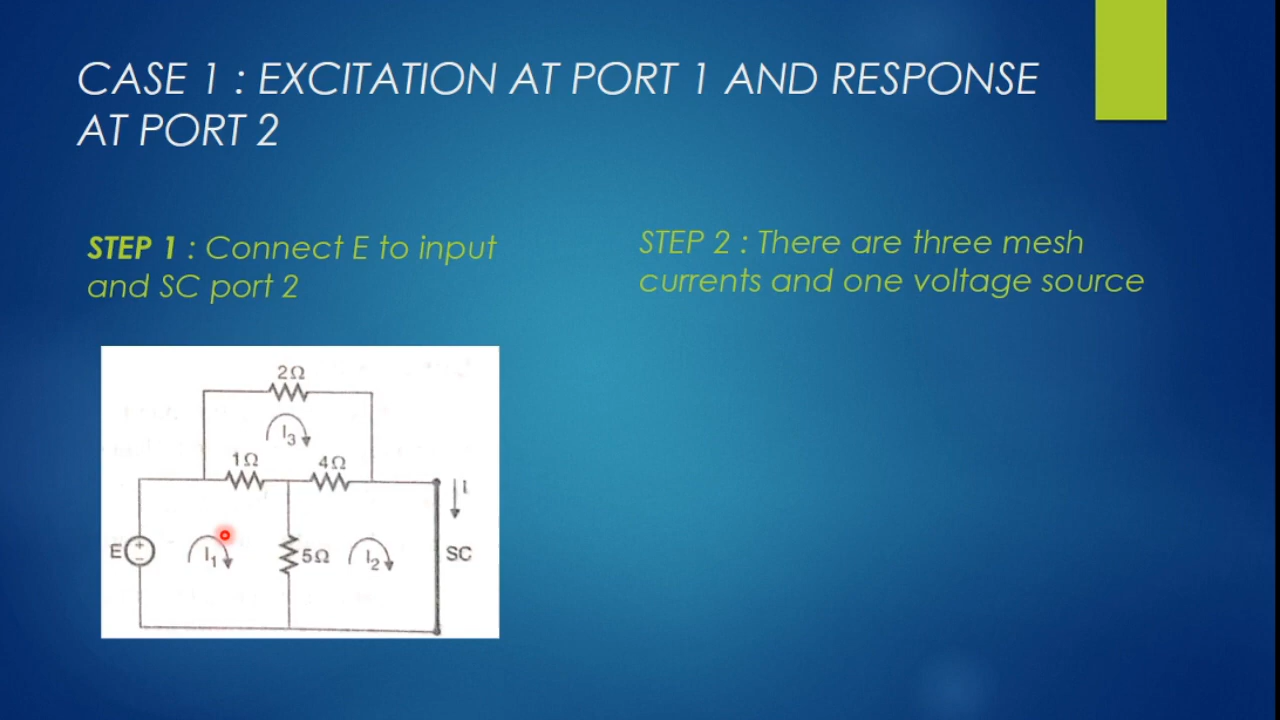 CASE 1 : EXCITATION AT PORT 1 AND RESPONSE
AT PORT 2
STEP 1 : Connect E to input
and SC port 2
STEP 2 : There are three mesh
currents and one voltage source
2Ω
I3
1Ω
4Ω
I
E
+
−
I1
5Ω
I2
SC